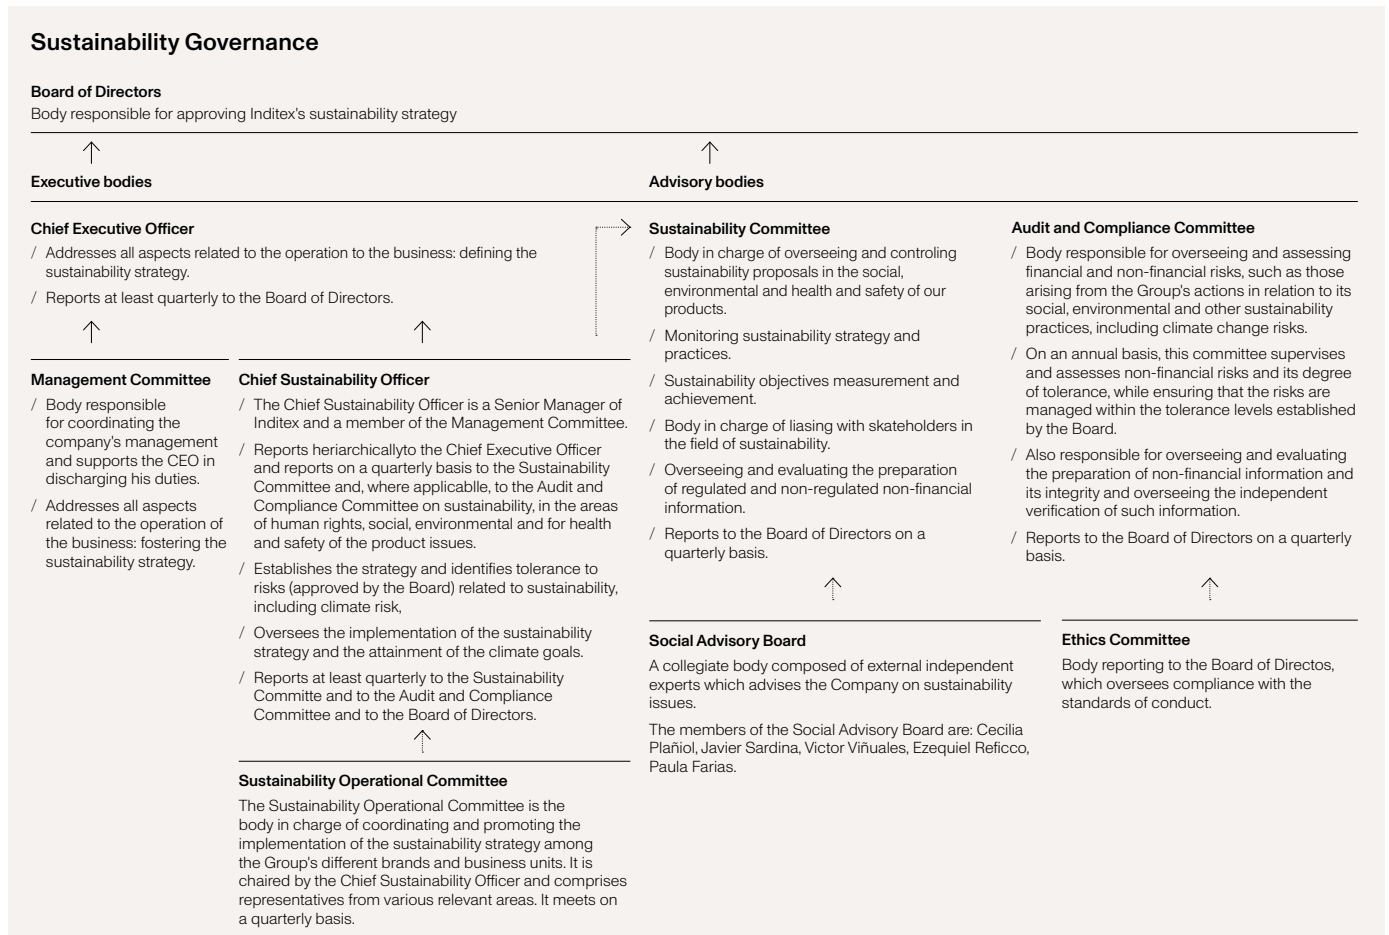 Sustainability Governance
Board of Directors
Body responsible for approving Inditex's sustainability strategy
Executive bodies
Chief Executive Officer
/ Addresses all aspects related to the operation to the business: defining the
sustainability strategy.
/ Reports at least quarterly to the Board of Directors.
Management Committee
/ Body responsible
for coordinating the
company's management
and supports the CEO in
discharging his duties.
/ Addresses all aspects
related to the operation of
the business: fostering the
sustainability strategy.
Chief Sustainability Officer
/ The Chief Sustainability Officer is a Senior Manager of
Inditex and a member of the Management Committee.
/ Reports heriarchicallyto the Chief Executive Officer
and reports on a quarterly basis to the Sustainability
Committee and, where applicablle, to the Audit and
Compliance Committee on sustainability, in the areas
of human rights, social, environmental and for health
and safety of the product issues.
/ Establishes the strategy and identifies tolerance to
risks (approved by the Board) related to sustainability,
including climate risk,
/ Oversees the implementation of the sustainability
strategy and the attainment of the climate goals.
/ Reports at least quarterly to the Sustainability
Committe and to the Audit and Compliance
Committee and to the Board of Directors.
Sustainability Operational Committee
The Sustainability Operational Committee is the
body in charge of coordinating and promoting the
implementation of the sustainability strategy among
the Group's different brands and business units. It is
chaired by the Chief Sustainability Officer and comprises
representatives from various relevant areas. It meets on
a quarterly basis.
Advisory bodies
Sustainability Committee
/ Body in charge of overseeing and controling
sustainability proposals in the social,
environmental and health and safety of our
products.
/ Monitoring sustainability strategy and
practices.
/ Sustainability objectives measurement and
achievement.
/ Body in charge of liasing with skateholders in
the field of sustainability.
/ Overseeing and evaluating the preparation
of regulated and non-regulated non-financial
information.
/ Reports to the Board of Directors on a
quarterly basis.
Social Advisory Board
A collegiate body composed of external independent
experts which advises the Company on sustainability
issues.
The members of the Social Advisory Board are: Cecilia
Plañiol, Javier Sardina, Victor Viñuales, Ezequiel Reficco,
Paula Farias.
Audit and Compliance Committee
/ Body responsible for overseeing and assessing
financial and non-financial risks, such as those
arising from the Group's actions in relation to its
social, environmental and other sustainability
practices, including climate change risks.
/ On an annual basis, this committee supervises
and assesses non-financial risks and its degree
of tolerance, while ensuring that the risks are
managed within the tolerance levels established
by the Board.
/ Also responsible for overseeing and evaluating
the preparation of non-financial information and
its integrity and overseeing the independent
verification of such information.
/ Reports to the Board of Directors on a quarterly
basis.
Ethics Committee
Body reporting to the Board of Directos,
which oversees compliance with the
standards of conduct.